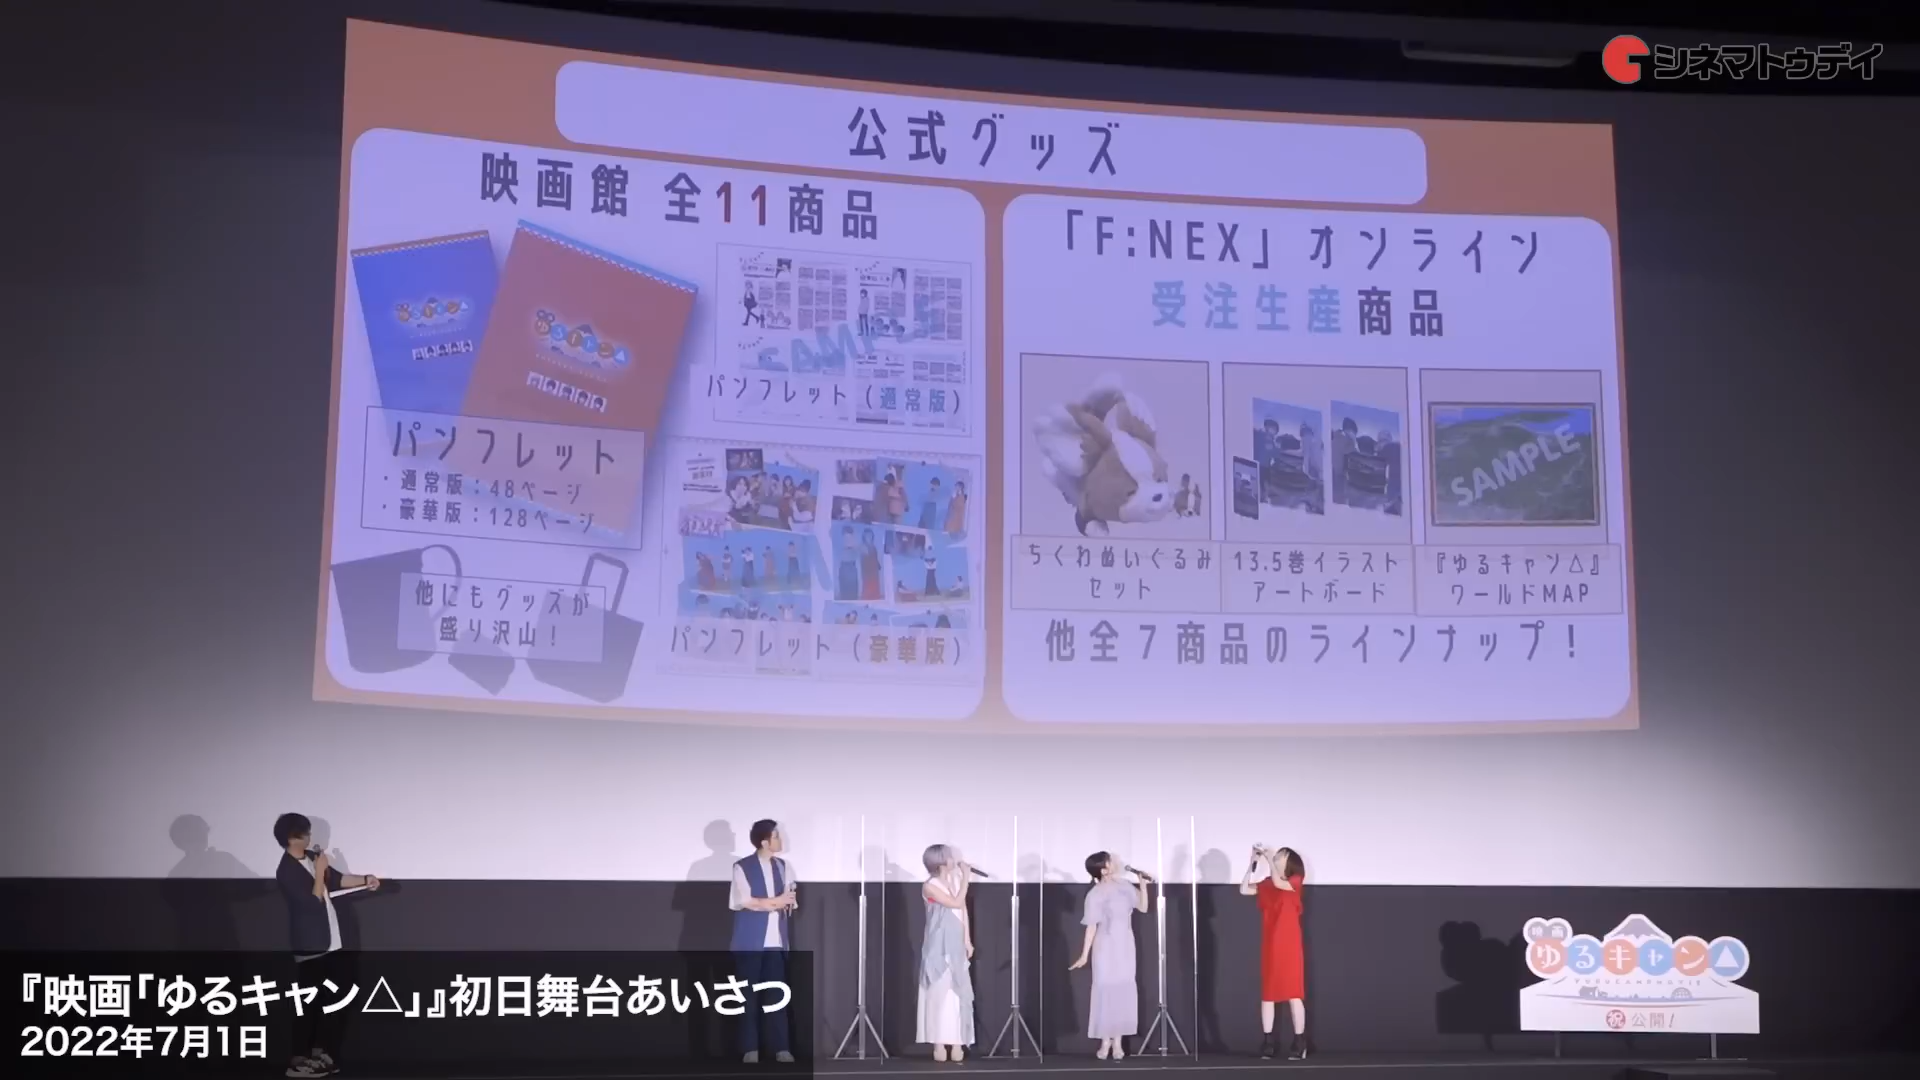 シネマトゥデイ
公式グッズ
映画館 全11商品
パンフレット
・通常版：48ページ
・豪華版：128ページ
SAMPLE
パンフレット（通常版）
他にもグッズが
盛り沢山！
パンフレット（豪華版）
「F:NEX」オンライン
受注生産商品
SAMPLE
ちくわぬいぐるみ
セット
13.5巻イラスト
アートボード
『ゆるキャン△』
ワールドMAP
他全7商品のラインナップ！
映画
ゆるキャン△
祝 公開！
『映画「ゆるキャン△」』初日舞台あいさつ
2022年7月1日